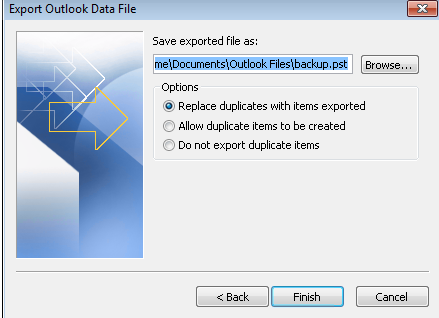 Export Outlook Data File
Save exported file as:
me\Documents\Outlook Files\backup.pst
Browse...
Options
Replace duplicates with items exported
Allow duplicate items to be created
Do not export duplicate items
< Back
Finish
Cancel